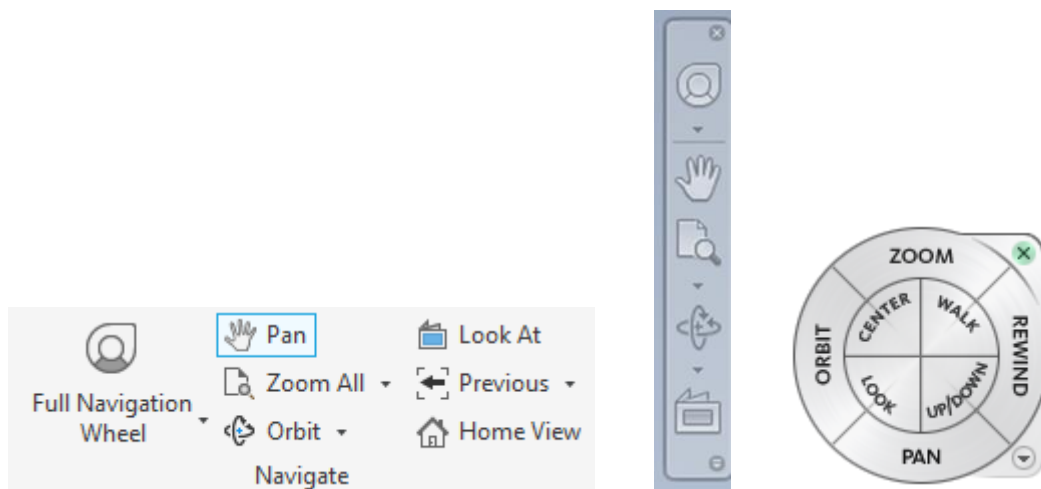 Full Navigation
Wheel
Pan
Zoom All
Orbit
Look At
Previous
Home View
Navigate
ZOOM
CENTER
WALK
ORBIT
REWIND
LOOK
UP/DOWN
PAN